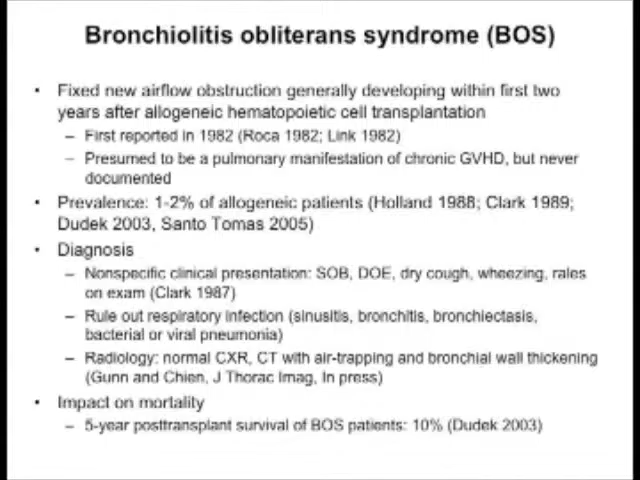 Bronchiolitis obliterans syndrome (BOS)
• Fixed new airflow obstruction generally developing within first two
years after allogeneic hematopoietic cell transplantation
– First reported in 1982 (Roca 1982; Link 1982)
– Presumed to be a pulmonary manifestation of chronic GVHD, but never
documented
• Prevalence: 1-2% of allogeneic patients (Holland 1988; Clark 1989;
Dudek 2003, Santo Tomas 2005)
• Diagnosis
– Nonspecific clinical presentation: SOB, DOE, dry cough, wheezing, rales
on exam (Clark 1987)
– Rule out respiratory infection (sinusitis, bronchitis, bronchiectasis,
bacterial or viral pneumonia)
– Radiology: normal CXR, CT with air-trapping and bronchial wall thickening
(Gunn and Chien, J Thorac Imag, In press)
• Impact on mortality
– 5-year posttransplant survival of BOS patients: 10% (Dudek 2003)